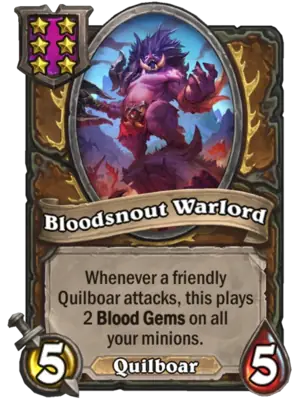 Bloodsnout Warlord
Whenever a friendly
Quilboar attacks, this plays
2 Blood Gems on all
your minions.
5
Quilboar
5